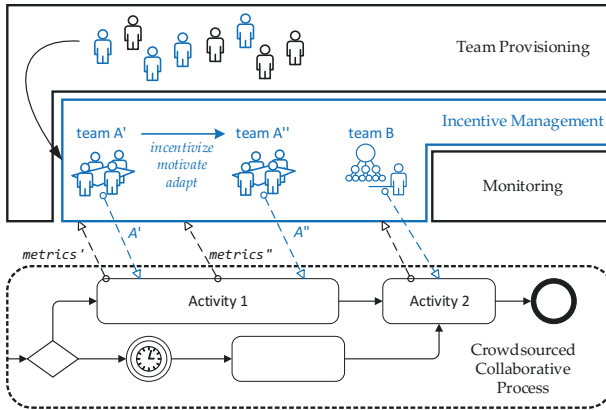 Team Provisioning
Incentive Management
team A'
team A''
team B
incentivize
motivate
adapt
Monitoring
A'
A"
metrics'
metrics"
Activity 1
Activity 2
Crowdsourced
Collaborative
Process